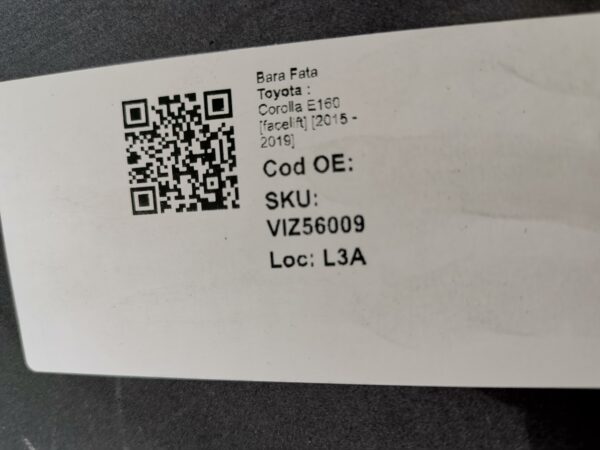 Bara Fata
Toyota :
Corolla E160
[facelift] [2015 -
2019]
Cod OE:
SKU:
VIZ56009
Loc: L3A